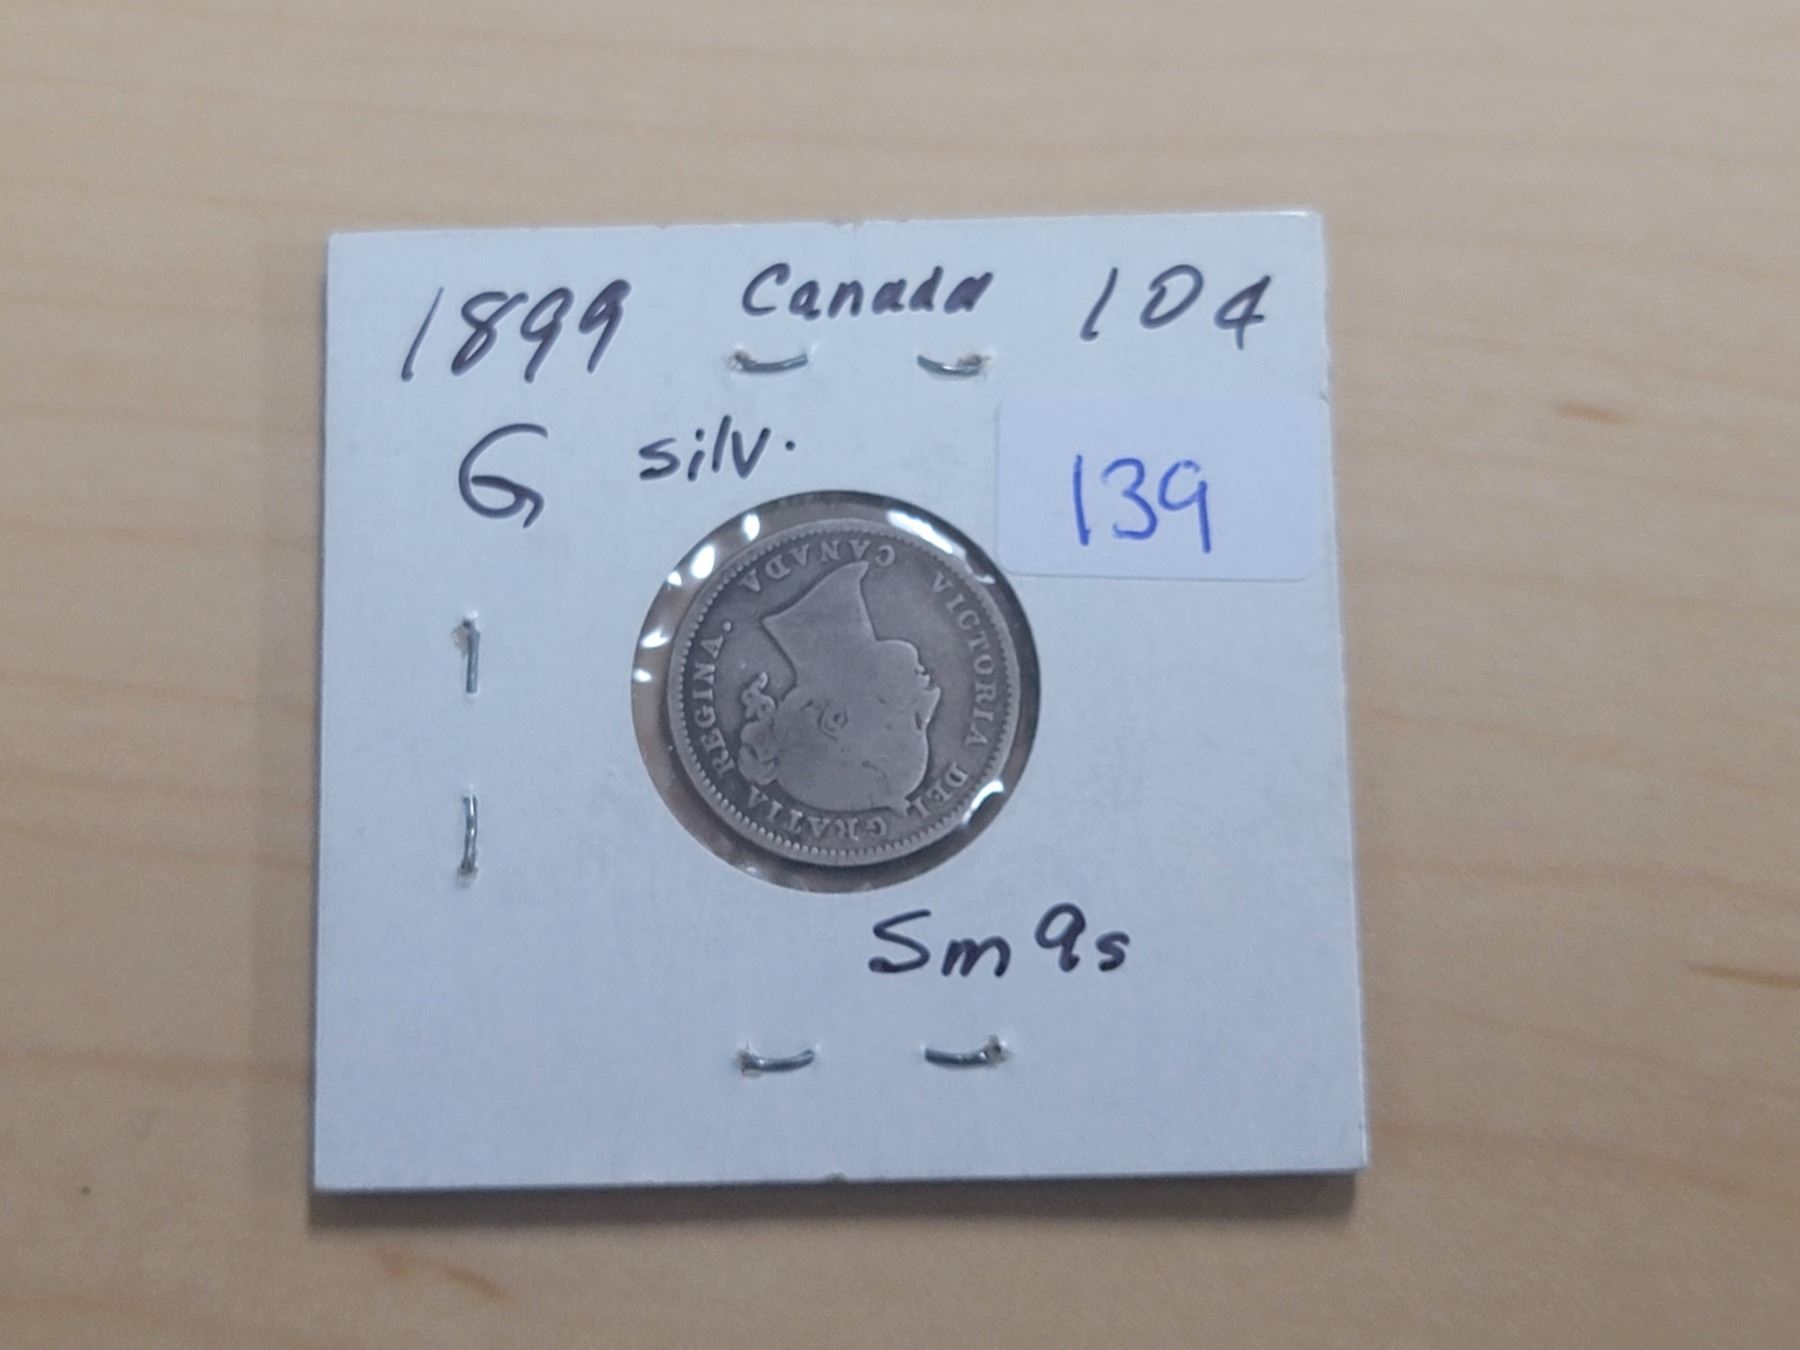 1899 Canada 10¢
G silv.
139
VICTORIA DEI GRATIA REGINA.
CANADA
Sm 9s